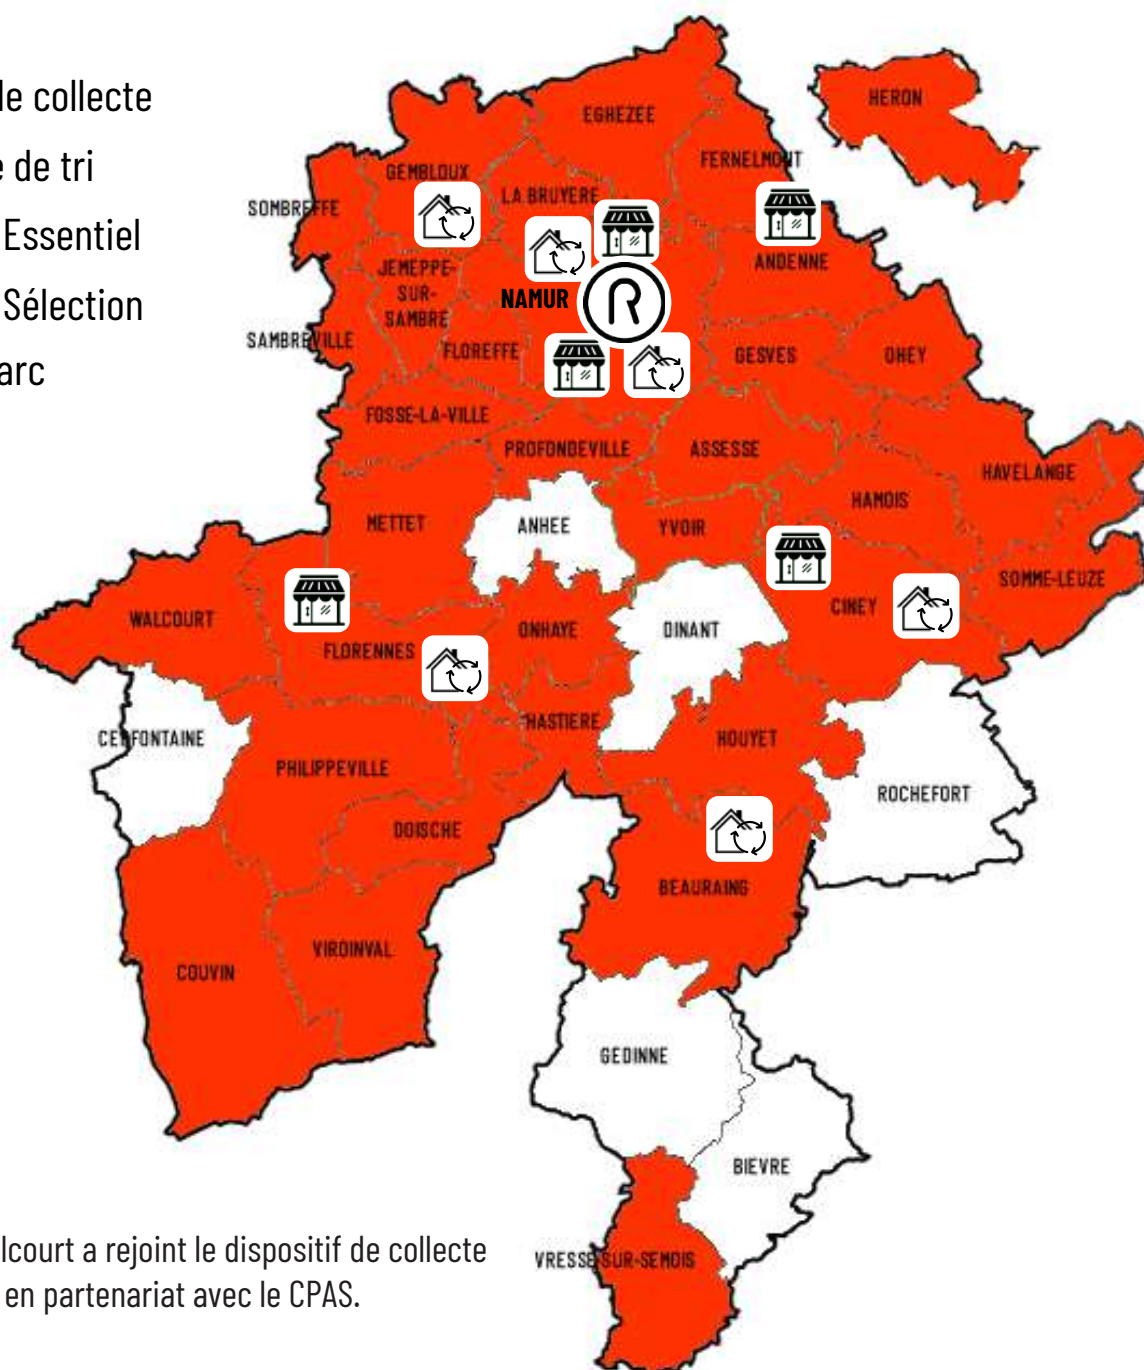 de collecte
e de tri
Essentiel
Sélection
arc
HERON
EGHEZEE
FERNELMONT
GEMBLOUX
LA BRUYERE
SOMBREFFE
ANDENNE
JEMEPPE-
SUR-
SAMBRE
NAMUR
R
SAMBREVILLE
FLOREFFE
GESVES
OHEY
FOSSE-LA-VILLE
PROFONDEVILLE
ASSESSE
HAVELANGE
HAMOIS
METTET
ANHEE
YVOIR
SOMME-LEUZE
CINEY
WALCOURT
ONHAYE
DINANT
FLORENNES
HASTIERE
HOUYET
CERFONTAINE
PHILIPPEVILLE
ROCHEFORT
DOISCHE
BEAURAING
VIROINVAL
COUVIN
GEDINNE
BIEVRE
VRESSE-SUR-SEMOIS
lcourt a rejoint le dispositif de collecte
en partenariat avec le CPAS.